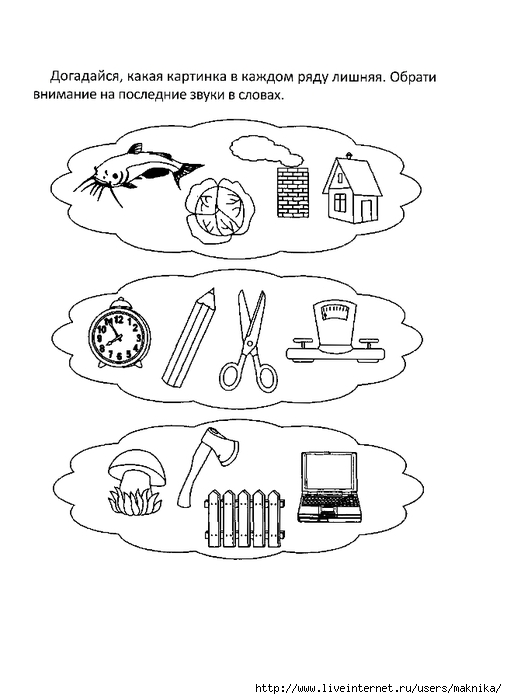 Догадайся, какая картинка в каждом ряду лишняя. Обрати
внимание на последние звуки в словах.
http://www.liveinternet.ru/users/maknika/